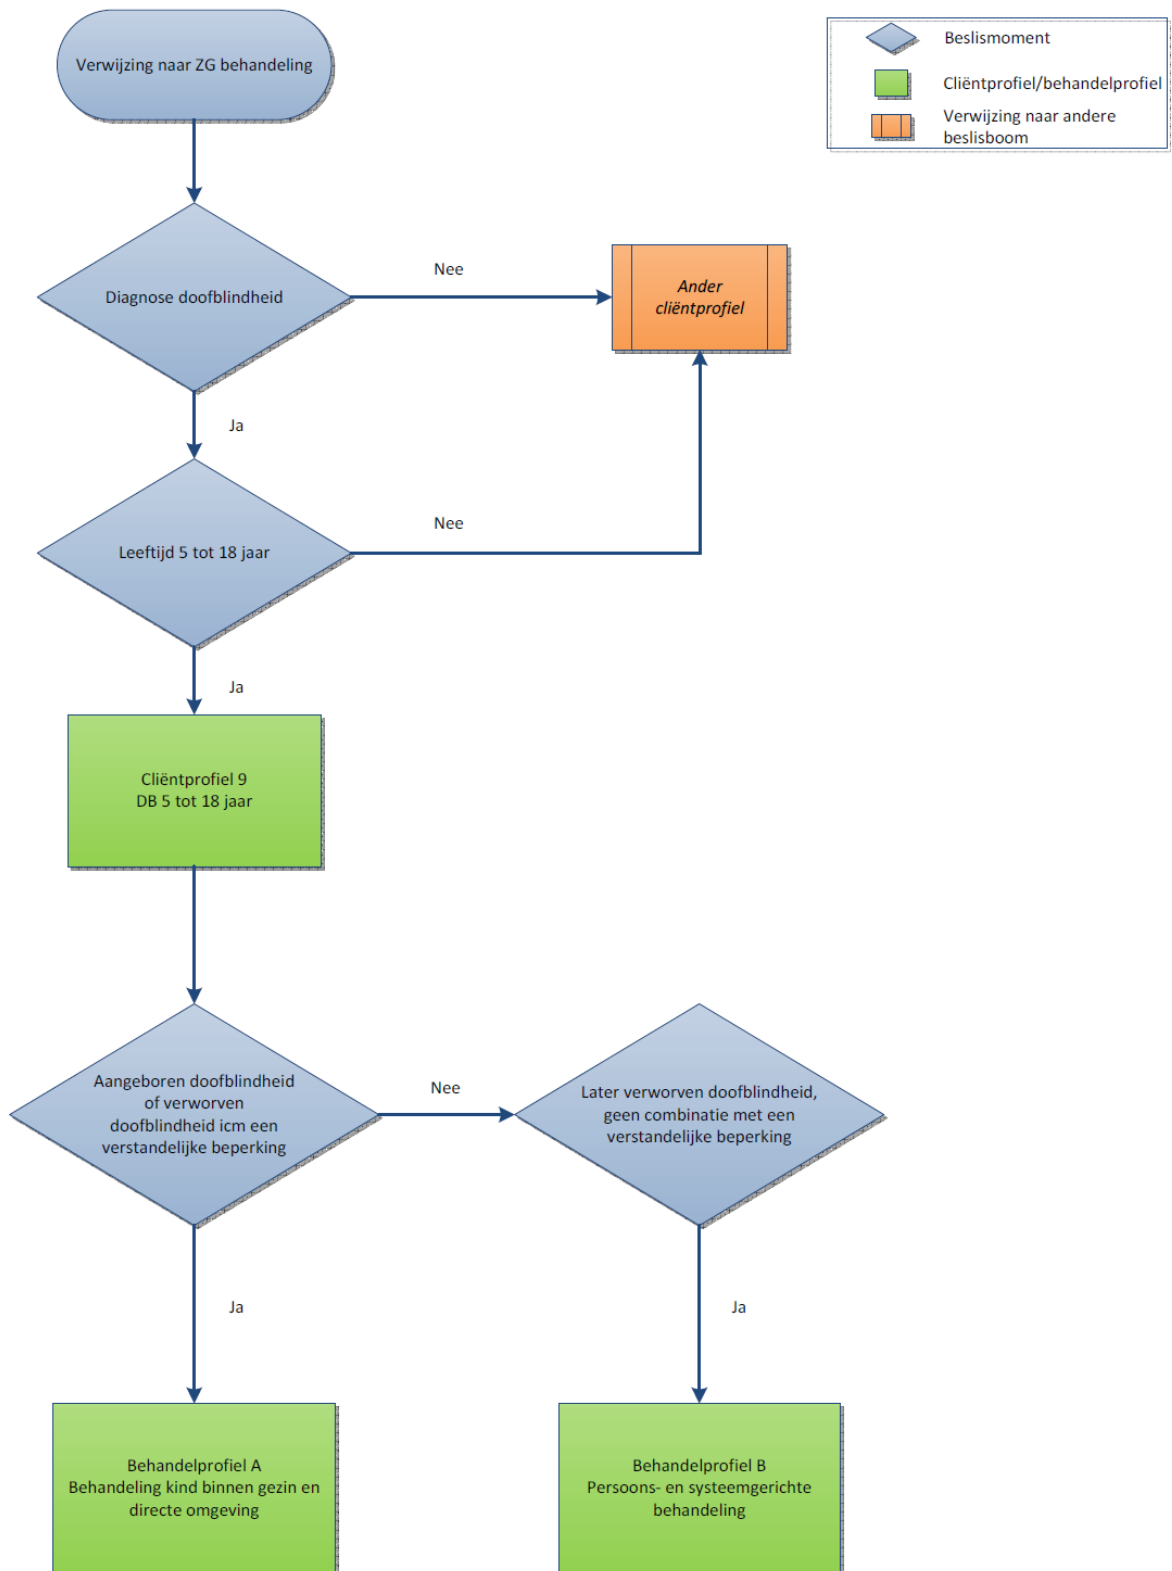 Verwijzing naar ZG behandeling
Beslismoment
Cliëntprofiel/behandelprofiel
Verwijzing naar andere
beslisboom
Diagnose doofblindheid
Nee
Ander
cliëntprofiel
Ja
Leeftijd 5 tot 18 jaar
Nee
Ja
Cliëntprofiel 9
DB 5 tot 18 jaar
Aangeboren doofblindheid
of verworven
doofblindheid icm een
verstandelijke beperking
Nee
Later verworven doofblindheid,
geen combinatie met een
verstandelijke beperking
Ja
Ja
Behandelprofiel A
Behandeling kind binnen gezin en
directe omgeving
Behandelprofiel B
Persoons- en systeemgerichte
behandeling